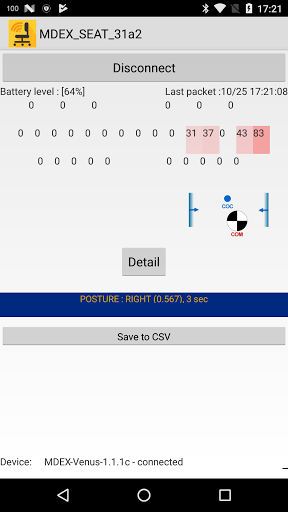 100 17:21
MDEX_SEAT_31a2
Disconnect
Battery level : [64%] Last packet :10/25 17:21:08
0 0 0 0 0 0
0 0 0 0 0 0 0 0 0 0 31 37 0 43 83
0 0 0 0 0 0 0 0 0 0
COC
COM
Detail
POSTURE : RIGHT (0.567), 3 sec
Save to CSV
Device: MDEX-Venus-1.1.1c - connected